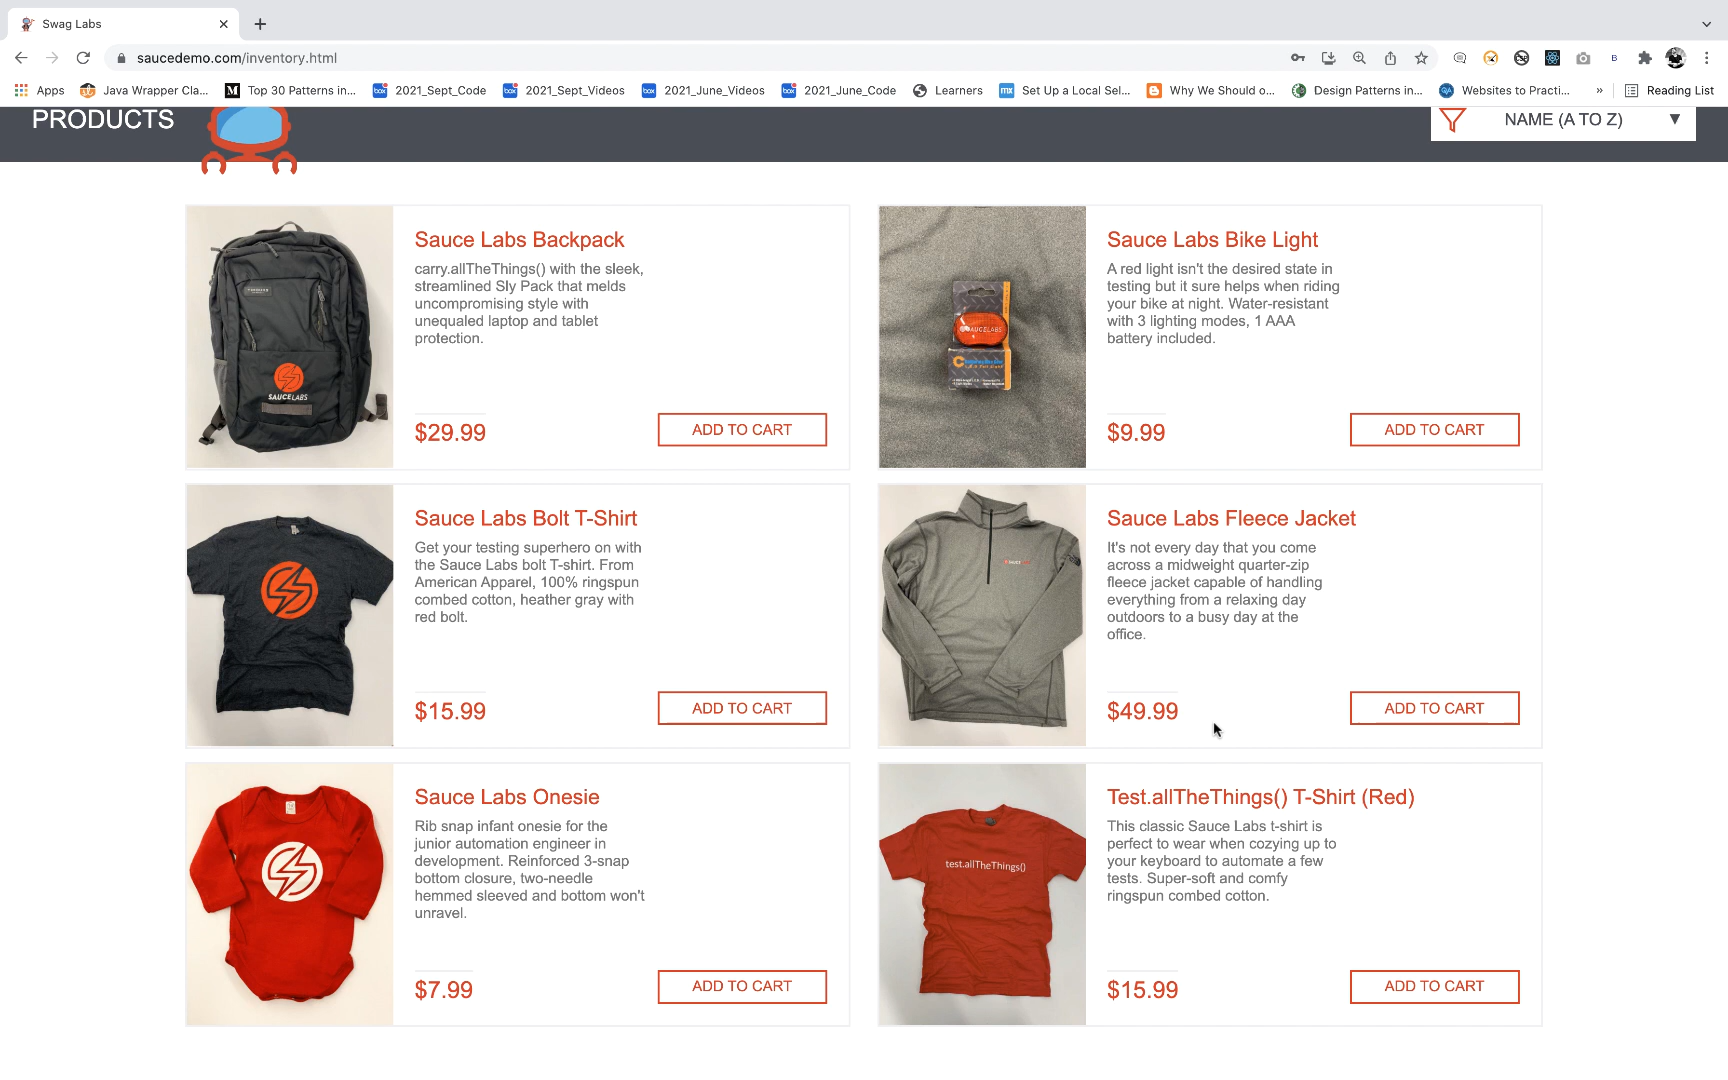 Swag Labs
saucedemo.com/inventory.html
Apps
Java Wrapper Cla...
Top 30 Patterns in...
2021_Sept_Code
2021_Sept_Videos
2021_June_Videos
2021_June_Code
Learners
Set Up a Local Sel...
Why We Should o...
Design Patterns in...
Websites to Practi...
»
Reading List
PRODUCTS
NAME (A TO Z)
SAUCELABS
Sauce Labs Backpack
carry.allTheThings() with the sleek,
streamlined Sly Pack that melds
uncompromising style with
unequaled laptop and tablet
protection.
$29.99
ADD TO CART
SAUCELABS
Sauce Labs Bike Light
A red light isn't the desired state in
testing but it sure helps when riding
your bike at night. Water-resistant
with 3 lighting modes, 1 AAA
battery included.
$9.99
ADD TO CART
Sauce Labs Bolt T-Shirt
Get your testing superhero on with
the Sauce Labs bolt T-shirt. From
American Apparel, 100% ringspun
combed cotton, heather gray with
red bolt.
$15.99
ADD TO CART
Sauce Labs Fleece Jacket
It's not every day that you come
across a midweight quarter-zip
fleece jacket capable of handling
everything from a relaxing day
outdoors to a busy day at the
office.
$49.99
ADD TO CART
Sauce Labs Onesie
Rib snap infant onesie for the
junior automation engineer in
development. Reinforced 3-snap
bottom closure, two-needle
hemmed sleeved and bottom won't
unravel.
$7.99
ADD TO CART
test.allTheThings()
Test.allTheThings() T-Shirt (Red)
This classic Sauce Labs t-shirt is
perfect to wear when cozying up to
your keyboard to automate a few
tests. Super-soft and comfy
ringspun combed cotton.
$15.99
ADD TO CART